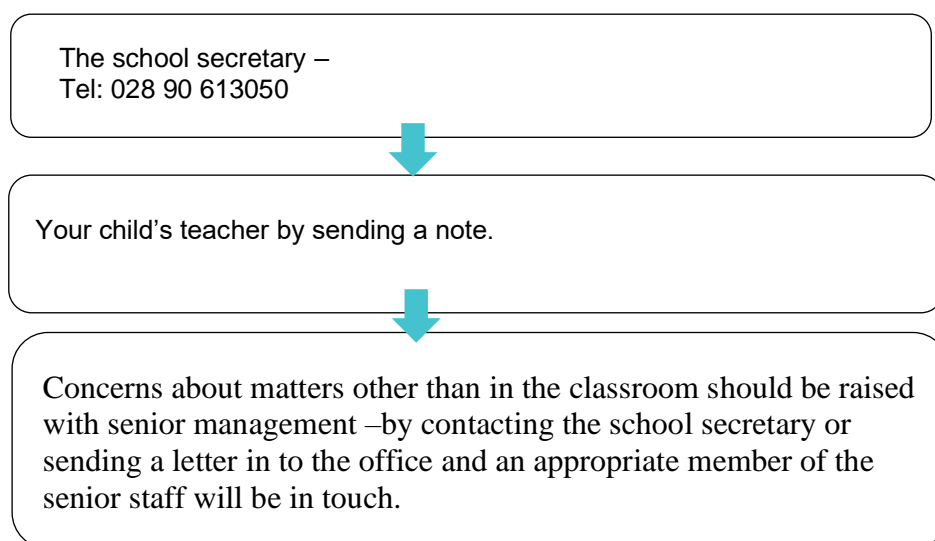 The school secretary –
Tel: 028 90 613050
Your child’s teacher by sending a note.
Concerns about matters other than in the classroom should be raised
with senior management –by contacting the school secretary or
sending a letter in to the office and an appropriate member of the
senior staff will be in touch.